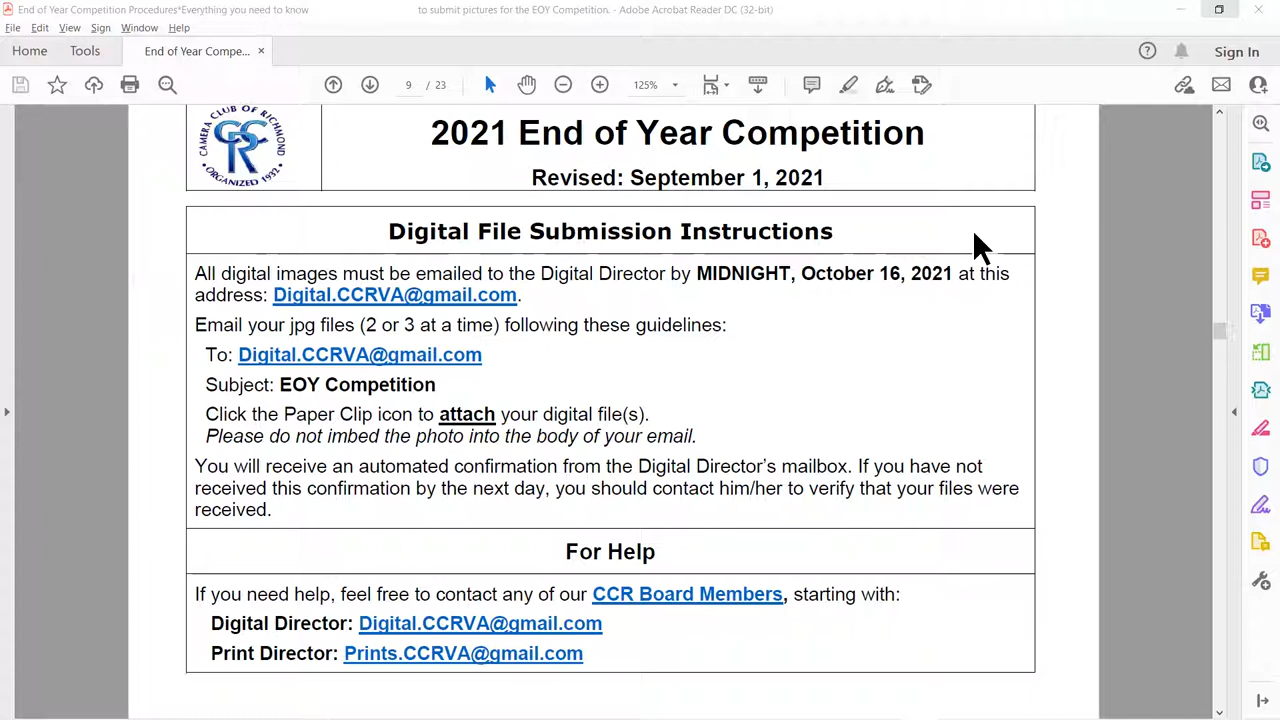 End of Year Competition Procedures*Everything you need to know to submit pictures for the EOY Competition. - Adobe Acrobat Reader DC (32-bit)
File Edit View Sign Window Help
Home Tools End of Year Compe... × Sign In
9 / 23 125%
CAMERA CLUB OF RICHMOND
CCR
• ORGANIZED 1932 •
2021 End of Year Competition
Revised: September 1, 2021
Digital File Submission Instructions
All digital images must be emailed to the Digital Director by MIDNIGHT, October 16, 2021 at this
address: Digital.CCRVA@gmail.com.
Email your jpg files (2 or 3 at a time) following these guidelines:
To: Digital.CCRVA@gmail.com
Subject: EOY Competition
Click the Paper Clip icon to attach your digital file(s).
Please do not imbed the photo into the body of your email.
You will receive an automated confirmation from the Digital Director’s mailbox. If you have not
received this confirmation by the next day, you should contact him/her to verify that your files were
received.
For Help
If you need help, feel free to contact any of our CCR Board Members, starting with:
Digital Director: Digital.CCRVA@gmail.com
Print Director: Prints.CCRVA@gmail.com